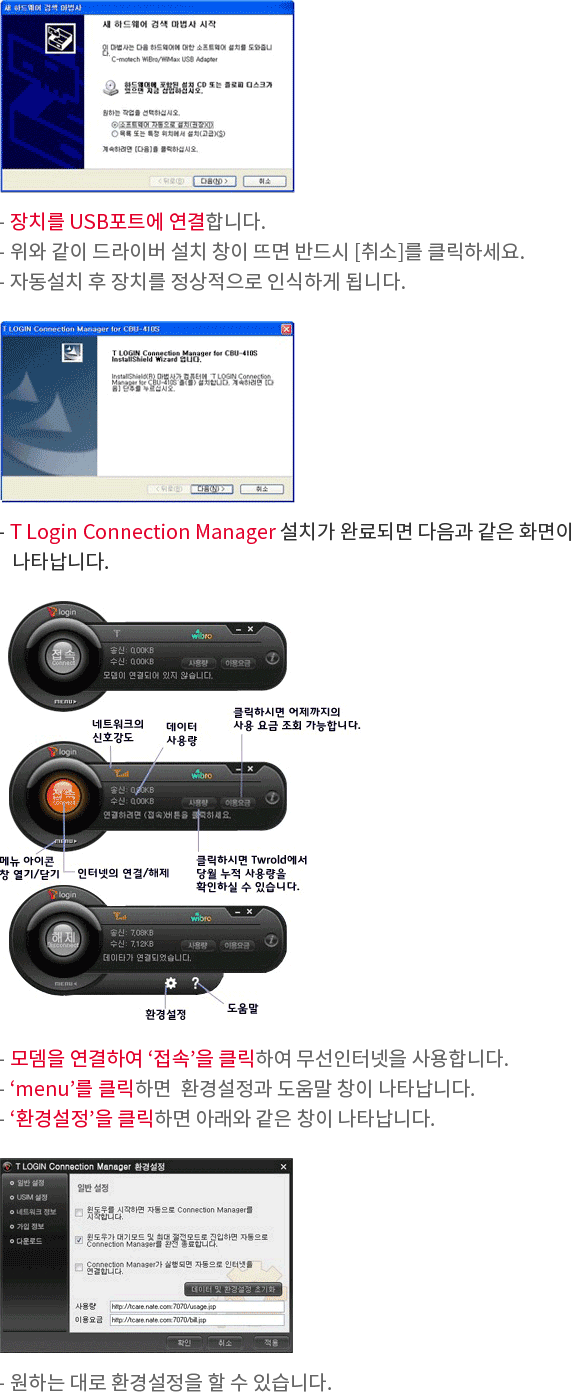 새 하드웨어 검색 마법사
새 하드웨어 검색 마법사 시작
이 마법사는 다음 하드웨어에 대한 소프트웨어 설치를 도와줍니
다.
C-motech WiBro/WiMax USB Adapter
하드웨어에 포함된 설치 CD 또는 플로피 디스크가
있으면 지금 삽입하십시오.
원하는 작업을 선택하십시오.
소프트웨어 자동으로 설치(권장)(I)
목록 또는 특정 위치에서 설치(고급)(S)
계속하려면 [다음]을 클릭하십시오.
< 뒤로(B) 다음(N) > 취소
- 장치를 USB포트에 연결합니다.
- 위와 같이 드라이버 설치 창이 뜨면 반드시 [취소]를 클릭하세요.
- 자동설치 후 장치를 정상적으로 인식하게 됩니다.
T LOGIN Connection Manager for CBU-410S
T LOGIN Connection Manager for CBU-410S
InstallShield Wizard 입니다.
InstallShield(R) 마법사가 컴퓨터에 'T LOGIN Connection
Manager for CBU-410S 을(를) 설치합니다. 계속하려면 [다
음] 단추를 누르십시오.
< 뒤로(B) 다음(N) > 취소
- T Login Connection Manager 설치가 완료되면 다음과 같은 화면이
나타납니다.
login
접속
Connect
MENU
wibro
송신: 0.00KB
수신: 0.00KB
사용량 이용요금
모뎀이 연결되어 있지 않습니다.
네트워크의
신호강도
데이터
사용량
클릭하시면 어제까지의
사용 요금 조회 가능합니다.
login
접속
MENU
wibro
송신: 0.00KB
수신: 0.00KB
사용량 이용요금
연결하려면 (접속)버튼을 클릭하세요.
메뉴 아이콘
창 열기/닫기
인터넷의 연결/해제
클릭하시면 Twrold에서
당월 누적 사용량을
확인하실 수 있습니다.
login
해제
Disconnect
MENU
wibro
송신: 7.08KB
수신: 7.12KB
사용량 이용요금
데이타가 연결되었습니다.
?
환경설정
도움말
- 모뎀을 연결하여 ‘접속’을 클릭하여 무선인터넷을 사용합니다.
- ‘menu’를 클릭하면 환경설정과 도움말 창이 나타납니다.
- ‘환경설정’을 클릭하면 아래와 같은 창이 나타납니다.
T LOGIN Connection Manager 환경설정
일반 설정
USIM 설정
네트워크 정보
가입 정보
다운로드
일반 설정
윈도우를 시작하면 자동으로 Connection Manager를
시작합니다.
윈도우가 대기모드 및 최대 절전모드로 진입하면 자동으로
Connection Manager를 완전 종료합니다.
Connection Manager가 실행되면 자동으로 인터넷를
연결합니다.
데이터 및 환경설정 초기화
사용량 http://tcare.nate.com:7070/usage.jsp
이용요금 http://tcare.nate.com:7070/bill.jsp
확인 취소 적용
- 원하는 대로 환경설정을 할 수 있습니다.